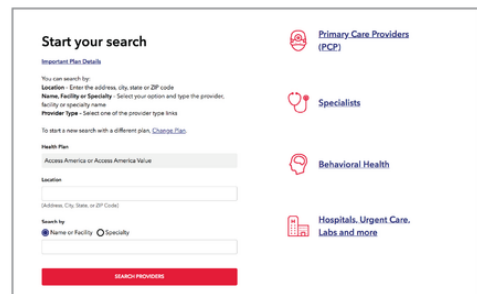 Start your search
Important Plan Details
You can search by:
Location - Enter the address, city, state or ZIP code
Name, Facility or Specialty - Select your option and type the provider,
facility or specialty name
Provider Type - Select one of the provider type links
To start a new search with a different plan, Change Plan.
Health Plan
Access America or Access America Value
Location
(Address, City, State, or ZIP Code)
Search by
Name or Facility Specialty
SEARCH PROVIDERS
Primary Care Providers
(PCP)
Specialists
Behavioral Health
Hospitals, Urgent Care,
Labs and more